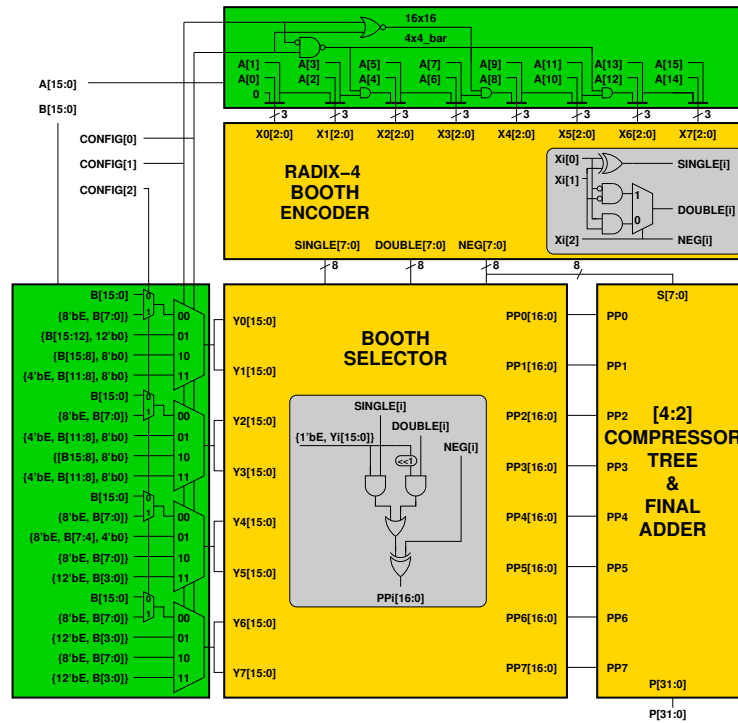 16x16
4x4_bar
A[1] A[3] A[5] A[7] A[9] A[11] A[13] A[15]
A[0] A[2] A[4] A[6] A[8] A[10] A[12] A[14]
0
A[15:0]
B[15:0]
3 3 3 3 3 3 3 3
X0[2:0] X1[2:0] X2[2:0] X3[2:0] X4[2:0] X5[2:0] X6[2:0] X7[2:0]
CONFIG[0]
CONFIG[1]
CONFIG[2]
RADIX−4
BOOTH
ENCODER
Xi[0]
SINGLE[i]
Xi[1]
1
DOUBLE[i]
0
Xi[2]
NEG[i]
SINGLE[7:0] DOUBLE[7:0] NEG[7:0]
8 8 8 8
B[15:0] 0
{8'bE, B[7:0]} 1 00
{B[15:12], 12'b0} 01
{B[15:8], 8'b0} 10
{4'bE, B[11:8], 8'b0} 11
B[15:0] 0
{8'bE, B[7:0]} 1 00
{4'bE, B[11:8], 8'b0} 01
{[B[15:8], 8'b0} 10
{4'bE, B[11:8], 8'b0} 11
B[15:0] 0
{8'bE, B[7:0]} 1 00
{8'bE, B[7:4], 4'b0} 01
{8'bE, B[7:0]} 10
{12'bE, B[3:0]} 11
B[15:0] 0
{8'bE, B[7:0]} 1 00
{12'bE, B[3:0]} 01
{8'bE, B[7:0]} 10
{12'bE, B[3:0]} 11
Y0[15:0]
Y1[15:0]
Y2[15:0]
Y3[15:0]
Y4[15:0]
Y5[15:0]
Y6[15:0]
Y7[15:0]
BOOTH
SELECTOR
SINGLE[i]
DOUBLE[i]
{1'bE, Yi[15:0]}
NEG[i]
<<1
PPi[16:0]
PP0[16:0]
PP1[16:0]
PP2[16:0]
PP3[16:0]
PP4[16:0]
PP5[16:0]
PP6[16:0]
PP7[16:0]
S[7:0]
PP0
PP1
PP2
PP3
PP4
PP5
PP6
PP7
[4:2]
COMPRESSOR
TREE
&
FINAL
ADDER
P[31:0]
P[31:0]